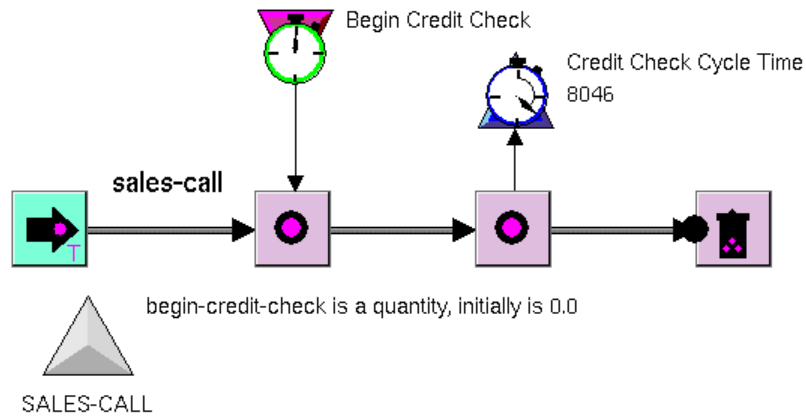 Begin Credit Check
Credit Check Cycle Time
8046
sales-call
T
begin-credit-check is a quantity, initially is 0.0
SALES-CALL